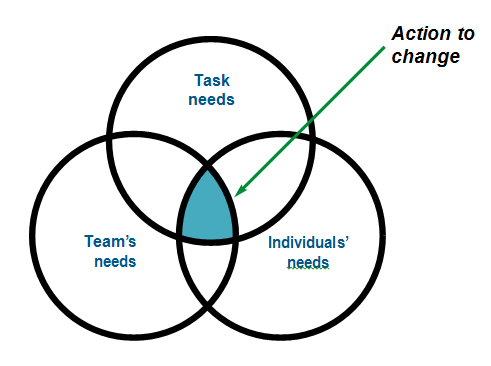 Action to
change
Task
needs
Team's
needs
Individuals'
needs